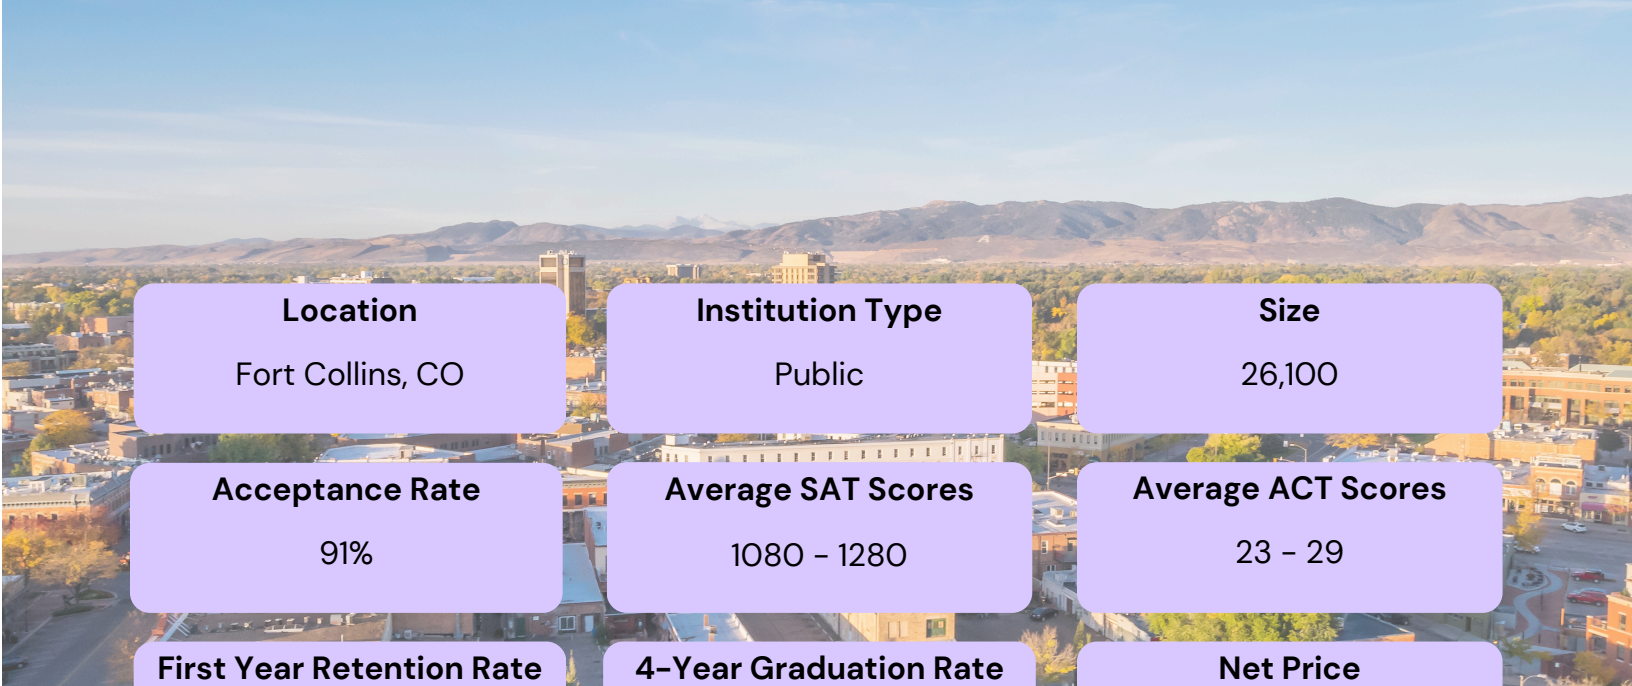 Location
Fort Collins, CO
Institution Type
Public
Size
26,100
Acceptance Rate
91%
Average SAT Scores
1080 - 1280
Average ACT Scores
23 - 29
First Year Retention Rate
4-Year Graduation Rate
Net Price